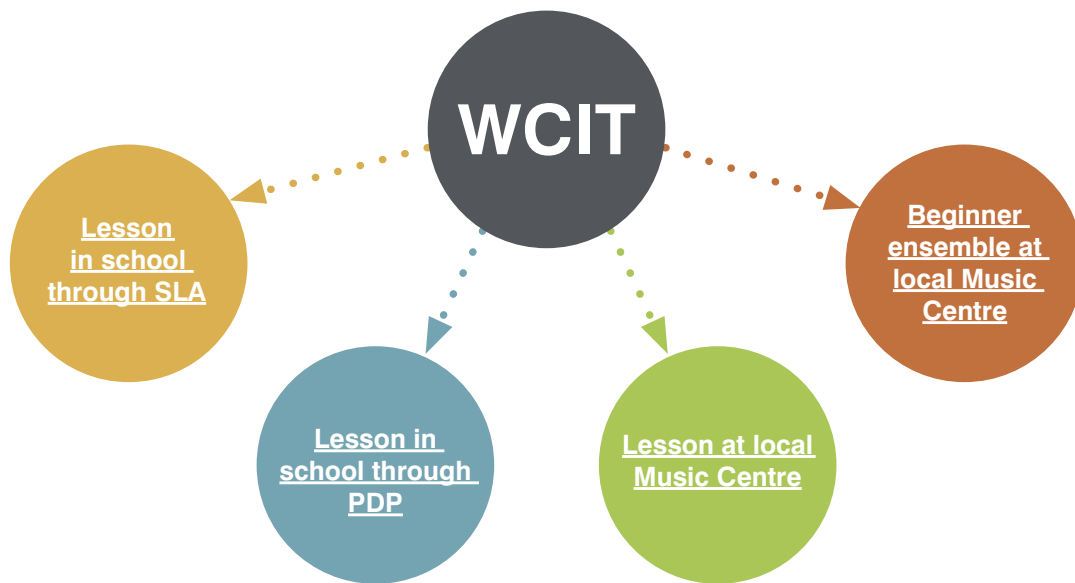 WCIT
Lesson
in school
through SLA
Beginner
ensemble at
local Music
Centre
Lesson in
school through
PDP
Lesson at local
Music Centre